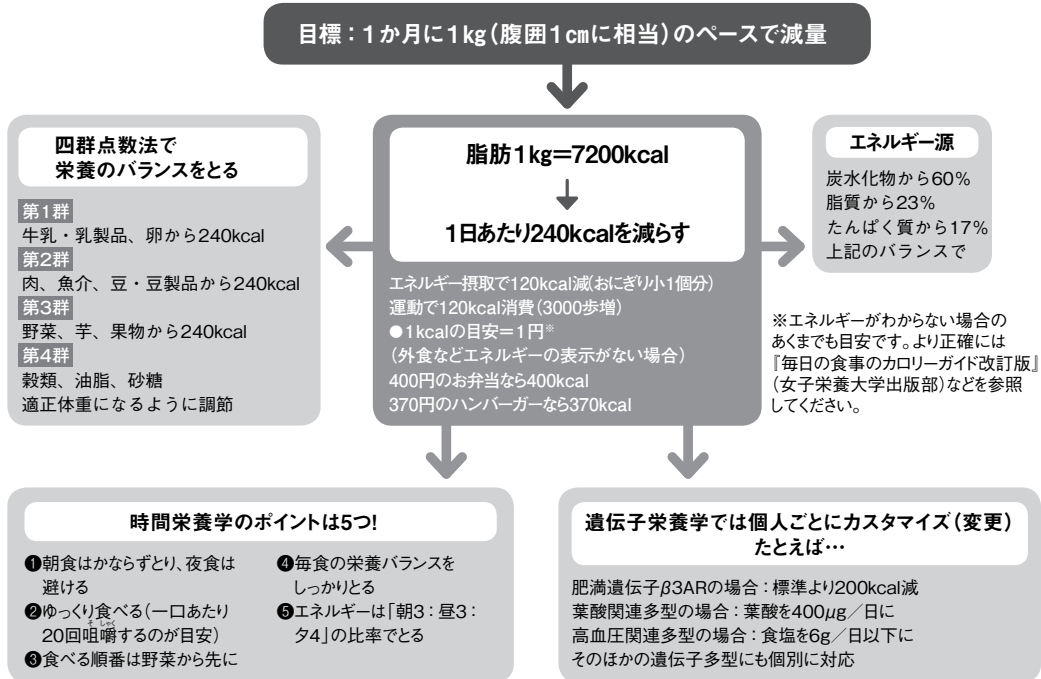 目標：1か月に1kg（腹囲1cmに相当）のペースで減量
四群点数法で
栄養のバランスをとる
第1群
牛乳・乳製品、卵から240kcal
第2群
肉、魚介、豆・豆製品から240kcal
第3群
野菜、芋、果物から240kcal
第4群
穀類、油脂、砂糖
適正体重になるように調節
脂肪1kg＝7200kcal
↓
1日あたり240kcalを減らす
エネルギー摂取で120kcal減（おにぎり小1個分）
運動で120kcal消費（3000歩増）
●1kcalの目安＝1円※
（外食などエネルギーの表示がない場合）
400円のお弁当なら400kcal
370円のハンバーガーなら370kcal
エネルギー源
炭水化物から60%
脂質から23%
たんぱく質から17%
上記のバランスで
※エネルギーがわからない場合の
あくまでも目安です。より正確には
『毎日の食事のカロリーガイド改訂版』
（女子栄養大学出版部）などを参照
してください。
時間栄養学のポイントは5つ！
❶朝食はかならずとり、夜食は
避ける
❷ゆっくり食べる（一口あたり
20回咀嚼するのが目安）
そしゃく
❸食べる順番は野菜から先に
❹毎食の栄養バランスを
しっかりとる
❺エネルギーは「朝3：昼3：
夕4」の比率でとる
遺伝子栄養学では個人ごとにカスタマイズ（変更）
たとえば…
肥満遺伝子β3ARの場合：標準より200kcal減
葉酸関連多型の場合：葉酸を400μg／日に
高血圧関連多型の場合：食塩を6g／日以下に
そのほかの遺伝子多型にも個別に対応